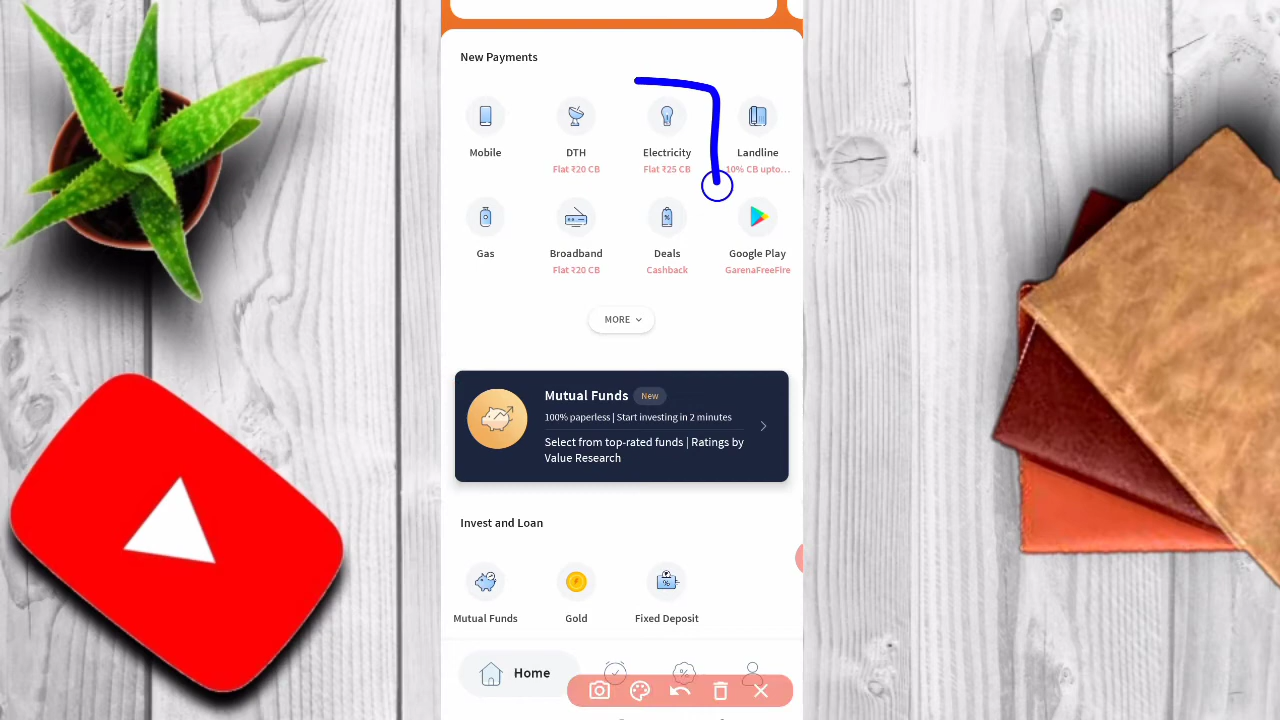 New Payments
Mobile
DTH
Electricity
Landline
Flat ₹20 CB
Flat ₹25 CB
10% CB upto...
Gas
Broadband
Deals
Google Play
Flat ₹20 CB
Cashback
GarenaFreeFire
MORE
Mutual Funds New
100% paperless | Start investing in 2 minutes
Select from top-rated funds | Ratings by
Value Research
Invest and Loan
Mutual Funds
Gold
Fixed Deposit
Home